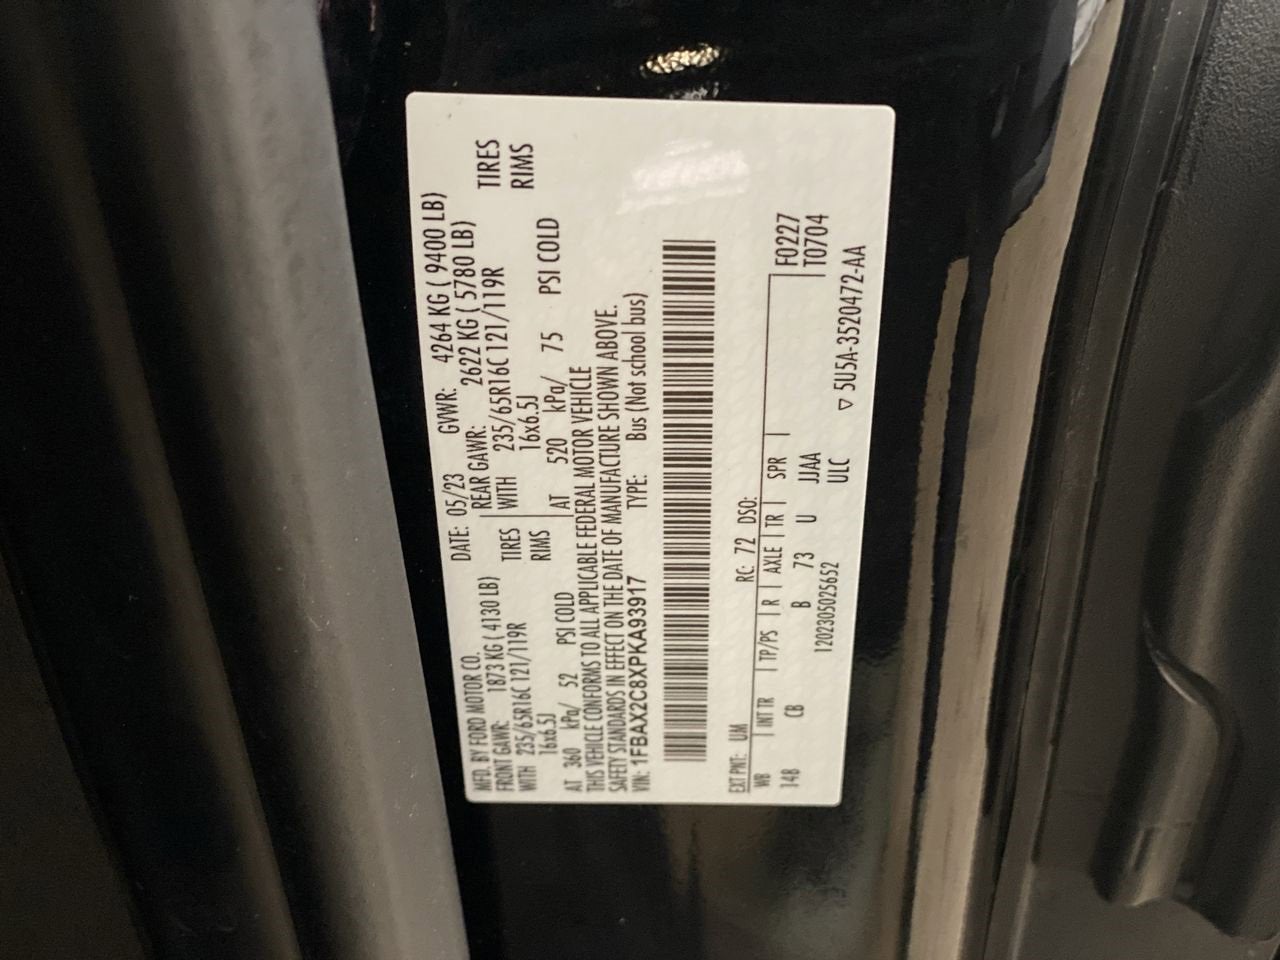 MFD. BY FORD MOTOR CO. DATE: 05/23 GVWR: 4264 KG ( 9400 LB)
FRONT GAWR: 1873 KG ( 4130 LB) REAR GAWR: 2622 KG ( 5780 LB)
WITH 235/65R16C 121/119R TIRES WITH 235/65R16C 121/119R TIRES
16x6.5J RIMS 16x6.5J RIMS
AT 360 kPa/ 52 PSI COLD AT 520 kPa/ 75 PSI COLD
THIS VEHICLE CONFORMS TO ALL APPLICABLE FEDERAL MOTOR VEHICLE
SAFETY STANDARDS IN EFFECT ON THE DATE OF MANUFACTURE SHOWN ABOVE.
VIN: 1FBAX2C8XPKA93917 TYPE: Bus (Not school bus)
EXT PNT: UM RC: 72 DSO:
WB INT TR TP/PS R AXLE TR SPR F0227
148 CB B 73 U JJAA T0704
1202305025652 ULC
▽ 5U5A-3520472-AA